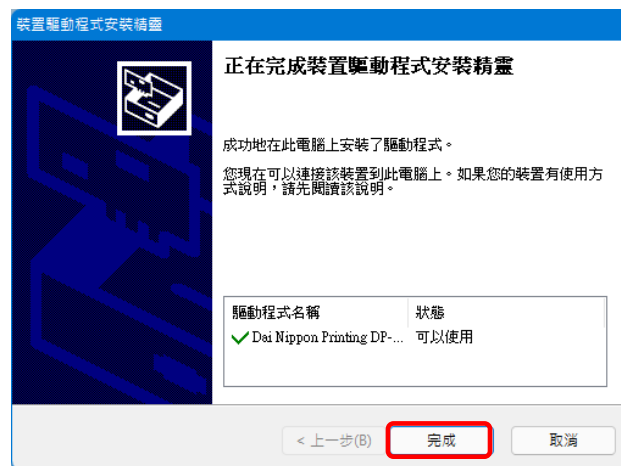 裝置驅動程式安裝精靈
正在完成裝置驅動程式安裝精靈
成功地在此電腦上安裝了驅動程式。
您現在可以連接該裝置到此電腦上。如果您的裝置有使用方
式說明，請先閱讀該說明。
驅動程式名稱 狀態
Dai Nippon Printing DP-... 可以使用
< 上一步(B) 完成 取消